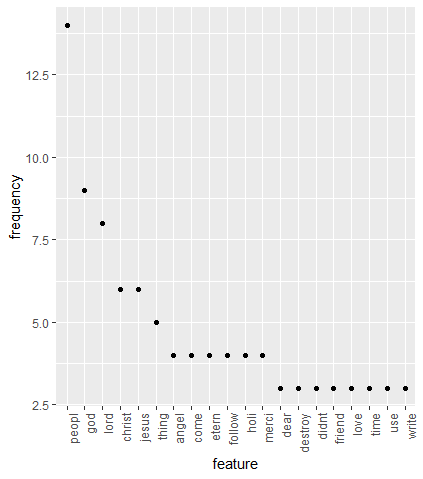 frequency
12.5
10.0
7.5
5.0
2.5
peopl
god
lord
christ
jesus
thing
angel
come
etern
follow
holi
merci
dear
destroy
didnt
friend
love
time
use
write
feature